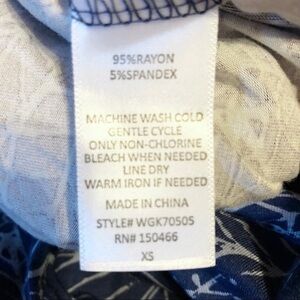 95%RAYON
5%SPANDEX
MACHINE WASH COLD
GENTLE CYCLE
ONLY NON-CHLORINE
BLEACH WHEN NEEDED
LINE DRY
WARM IRON IF NEEDED
MADE IN CHINA
STYLE# WGK70505
RN# 150466
XS